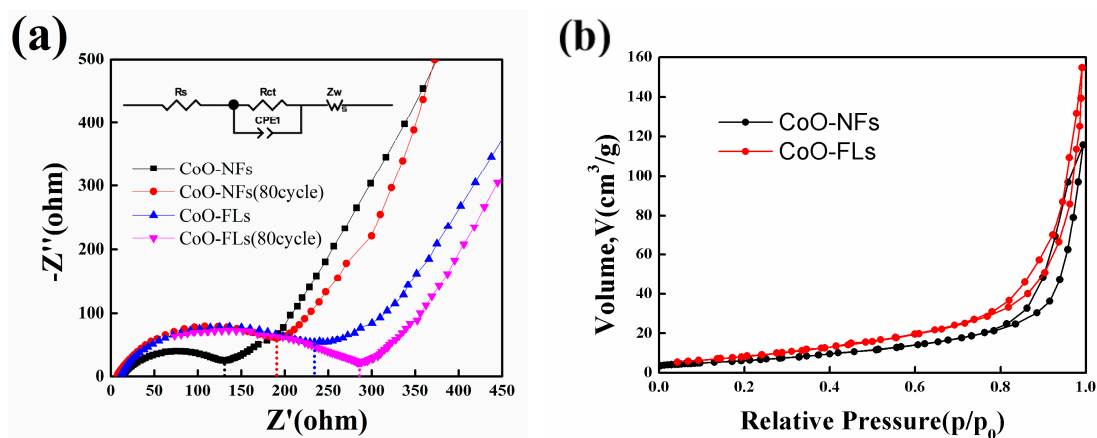 (a)
500
400
300
200
100
0
-Z''(ohm)
Rs
Rct
Zw
s
CPE1
CoO-NFs
CoO-NFs(80cycle)
CoO-FLs
CoO-FLs(80cycle)
0 50 100 150 200 250 300 350 400 450
Z'(ohm)
(b)
160
140
120
100
80
60
40
20
0
Volume,V(cm³/g)
CoO-NFs
CoO-FLs
0.0 0.2 0.4 0.6 0.8 1.0
Relative Pressure(p/p₀)